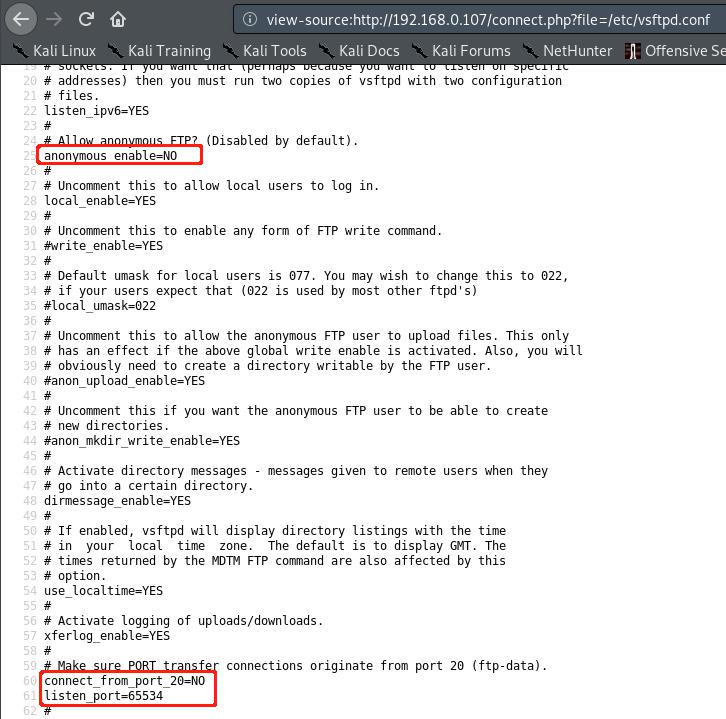 view-source:http://192.168.0.107/connect.php?file=/etc/vsftpd.conf
Kali Linux Kali Training Kali Tools Kali Docs Kali Forums NetHunter Offensive Se
19 # sockets. If you want that (perhaps because you want to listen on specific
20 # addresses) then you must run two copies of vsftpd with two configuration
21 # files.
22 listen_ipv6=YES
23 #
24 # Allow anonymous FTP? (Disabled by default).
25 anonymous_enable=NO
26 #
27 # Uncomment this to allow local users to log in.
28 local_enable=YES
29 #
30 # Uncomment this to enable any form of FTP write command.
31 #write_enable=YES
32 #
33 # Default umask for local users is 077. You may wish to change this to 022,
34 # if your users expect that (022 is used by most other ftpd's)
35 #local_umask=022
36 #
37 # Uncomment this to allow the anonymous FTP user to upload files. This only
38 # has an effect if the above global write enable is activated. Also, you will
39 # obviously need to create a directory writable by the FTP user.
40 #anon_upload_enable=YES
41 #
42 # Uncomment this if you want the anonymous FTP user to be able to create
43 # new directories.
44 #anon_mkdir_write_enable=YES
45 #
46 # Activate directory messages - messages given to remote users when they
47 # go into a certain directory.
48 dirmessage_enable=YES
49 #
50 # If enabled, vsftpd will display directory listings with the time
51 # in  your  local  time  zone.  The default is to display GMT. The
52 # times returned by the MDTM FTP command are also affected by this
53 # option.
54 use_localtime=YES
55 #
56 # Activate logging of uploads/downloads.
57 xferlog_enable=YES
58 #
59 # Make sure PORT transfer connections originate from port 20 (ftp-data).
60 connect_from_port_20=NO
61 listen_port=65534
62 #